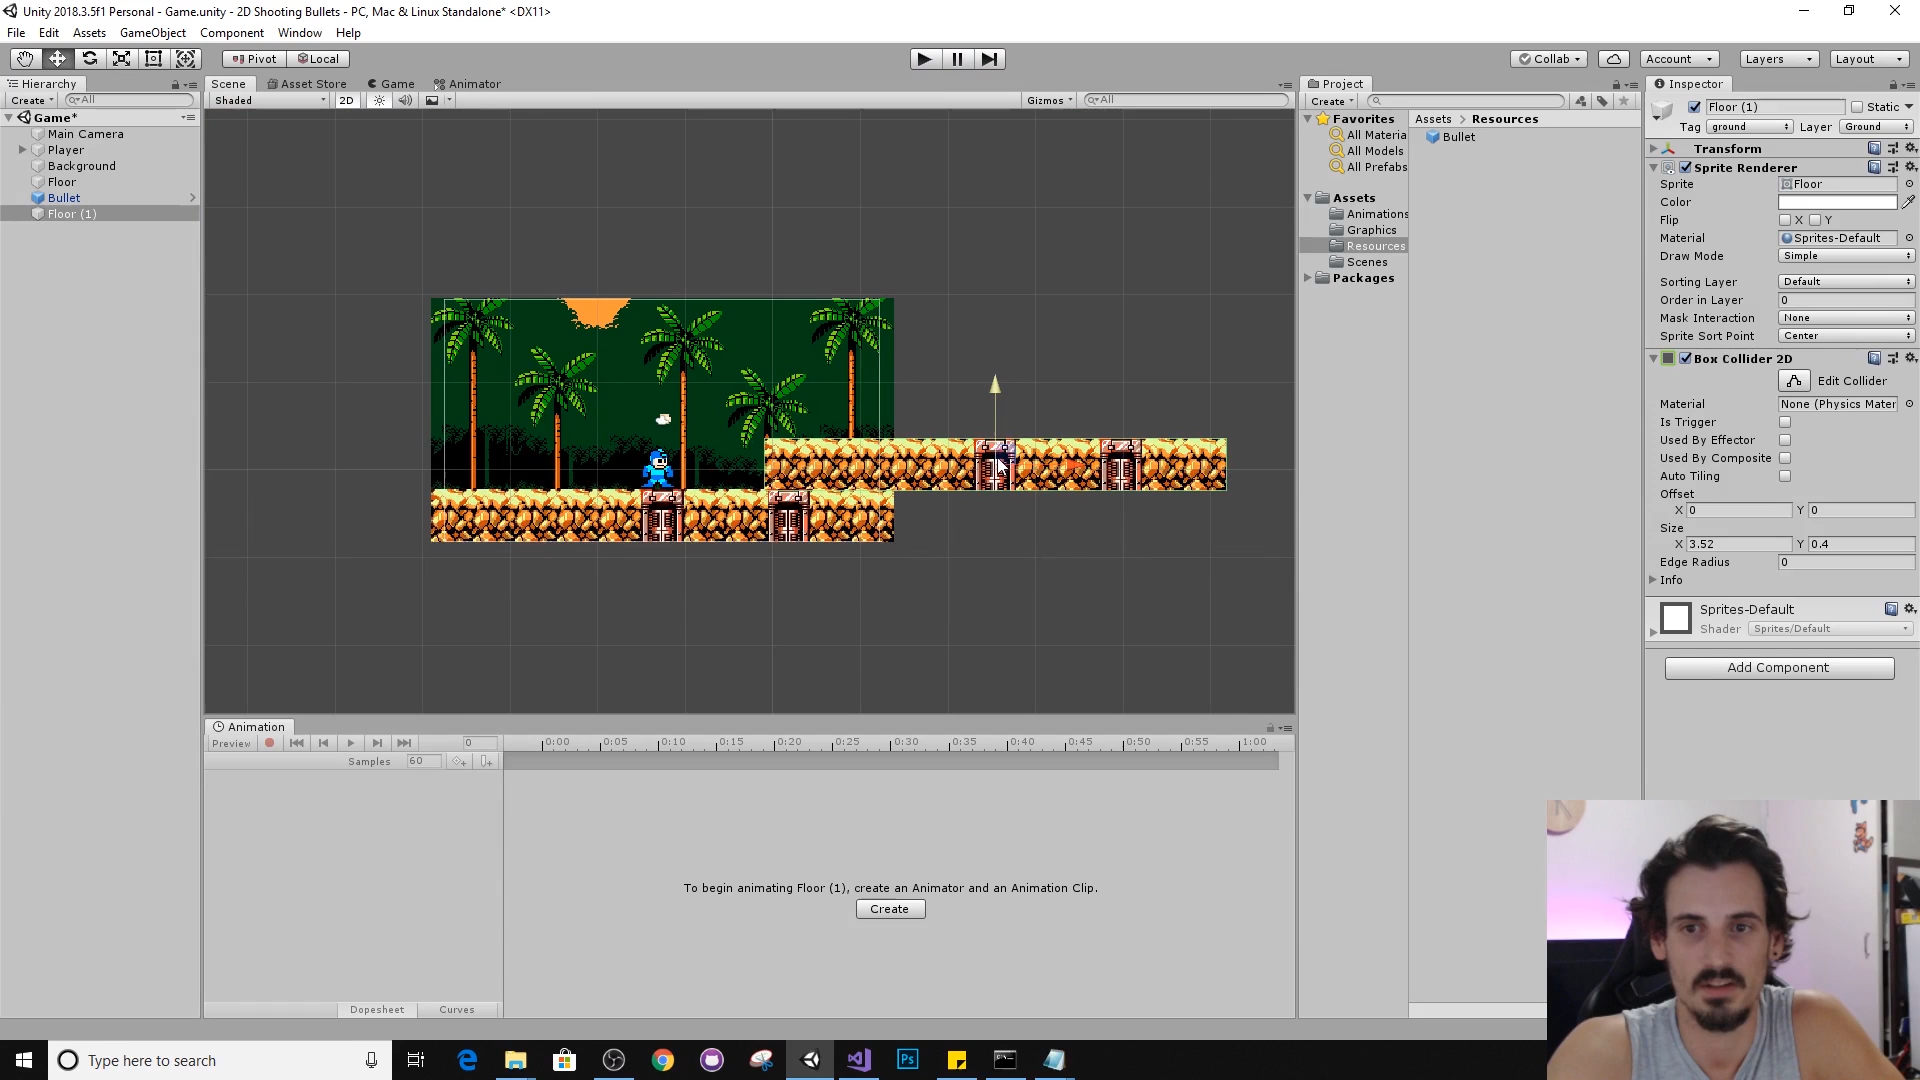 Unity 2018.3.5f1 Personal - Game.unity - 2D Shooting Bullets - PC, Mac & Linux Standalone* <DX11>
File Edit Assets GameObject Component Window Help
Pivot Local Collab Account Layers Layout
Hierarchy
Create All
Game*
Main Camera
Player
Background
Floor
Bullet
Floor (1)
Scene Asset Store Game Animator
Shaded 2D Gizmos All
Project
Create
Favorites
All Materia
All Models
All Prefabs
Assets
Animations
Graphics
Resources
Scenes
Packages
Assets > Resources
Bullet
Inspector
Floor (1) Static
Tag ground Layer Ground
Transform
Sprite Renderer
Sprite Floor
Color
Flip X Y
Material Sprites-Default
Draw Mode Simple
Sorting Layer Default
Order in Layer 0
Mask Interaction None
Sprite Sort Point Center
Box Collider 2D
Edit Collider
Material None (Physics Mater
Is Trigger
Used By Effector
Used By Composite
Auto Tiling
Offset
X 0 Y 0
Size
X 3.52 Y 0.4
Edge Radius 0
Info
Sprites-Default
Shader Sprites/Default
Add Component
Animation
Preview 0 0:00 0:05 0:10 0:15 0:20 0:25 0:30 0:35 0:40 0:45 0:50 0:55 1:00
Samples 60
To begin animating Floor (1), create an Animator and an Animation Clip.
Create
Dopesheet Curves
Type here to search
Ps